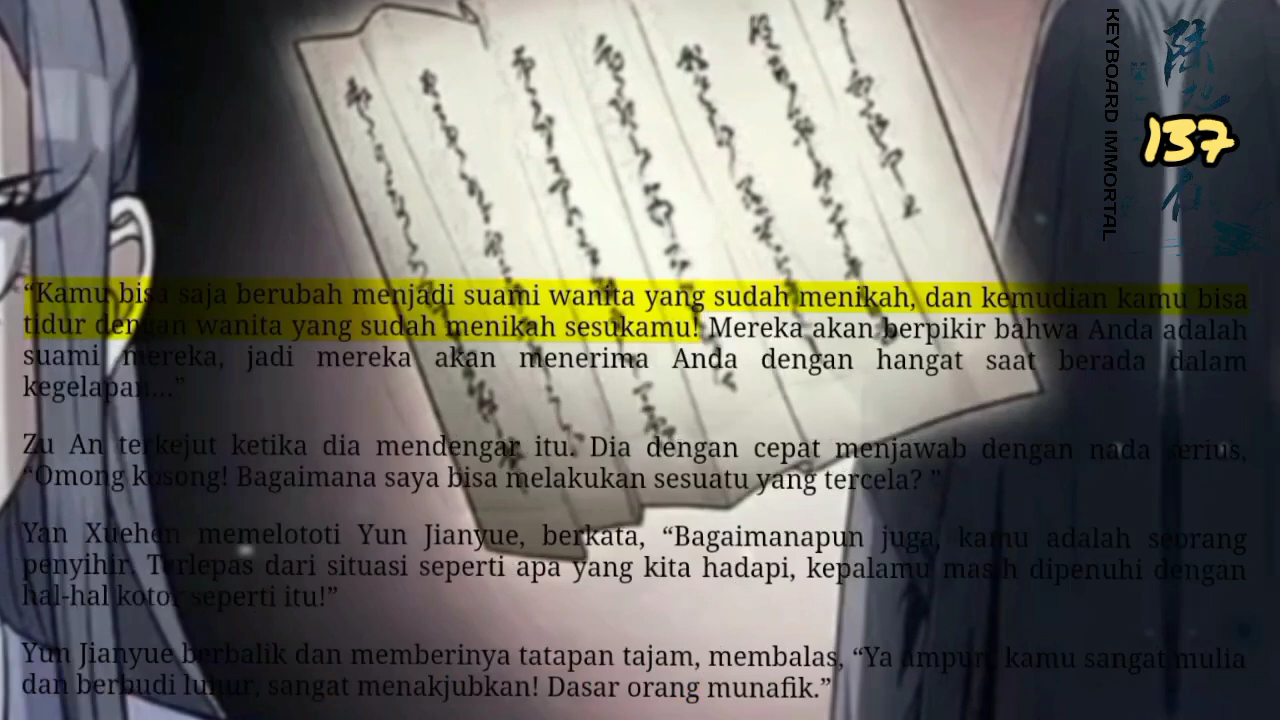 KEYBOARD IMMORTAL
137
“Kamu bisa saja berubah menjadi suami wanita yang sudah menikah, dan kemudian kamu bisa
tidur dengan wanita yang sudah menikah sesukamu! Mereka akan berpikir bahwa Anda adalah
suami mereka, jadi mereka akan menerima Anda dengan hangat saat berada dalam
kegelapan...”
Zu An terkejut ketika dia mendengar itu. Dia dengan cepat menjawab dengan nada serius,
“Omong kosong! Bagaimana saya bisa melakukan sesuatu yang tercela? ”
Yan Xuehen memelototi Yun Jianyue, berkata, “Bagaimanapun juga, kamu adalah seorang
penyihir. Terlepas dari situasi seperti apa yang kita hadapi, kepalamu masih dipenuhi dengan
hal-hal kotor seperti itu!”
Yun Jianyue berbalik dan memberinya tatapan tajam, membalas, “Ya ampun, kamu sangat mulia
dan berbudi luhur, sangat menakjubkan! Dasar orang munafik.”